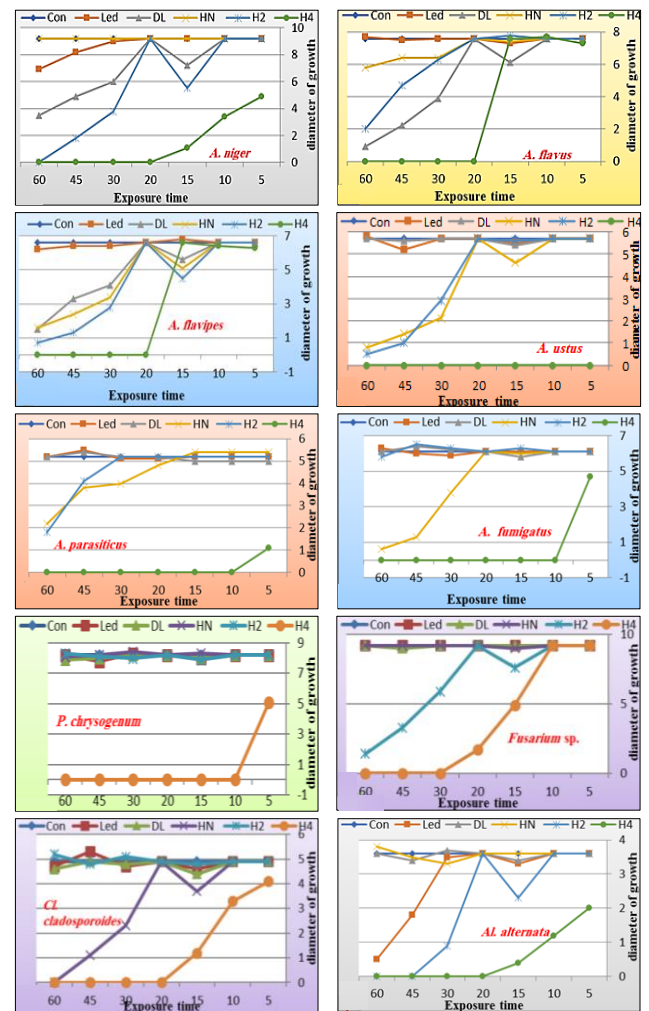 Con Led DL HN H2 H4
10
8
6
4
2
0
diameter of growth
A. niger
60 45 30 20 15 10 5
Exposure time
Con Led DL HN H2 H4
8
6
4
2
0
diameter of growth
A. flavus
60 45 30 20 15 10 5
Exposure time
Con Led DL HN H2 H4
7
5
3
1
-1
diameter of growth
A. flavipes
60 45 30 20 15 10 5
Exposure time
Con Led DL HN H2 H4
6
5
4
3
2
1
0
diameter of growth
A. ustus
60 45 30 20 15 10 5
Exposure time
Con Led DL HN H2 H4
6
5
4
3
2
1
0
diameter of growth
A. parasiticus
60 45 30 20 15 10 5
Exposure time
Con Led DL HN H2 H4
7
5
3
1
-1
diameter of growth
A. fumigatus
60 45 30 20 15 10 5
Exposure time
Con Led DL HN H2 H4
9
7
5
3
1
-1
diameter of growth
P. chrysogenum
60 45 30 20 15 10 5
Exposure time
Con Led DL HN H2 H4
10
5
0
diameter of growth
Fusarium sp.
60 45 30 20 15 10 5
Exposure time
Con Led DL HN H2 H4
6
5
4
3
2
1
0
diameter of growth
Cl.
cladosporoides
60 45 30 20 15 10 5
Exposure time
Con Led DL HN H2 H4
4
3
2
1
0
diameter of growth
Al. alternata
60 45 30 20 15 10 5
Exposure time